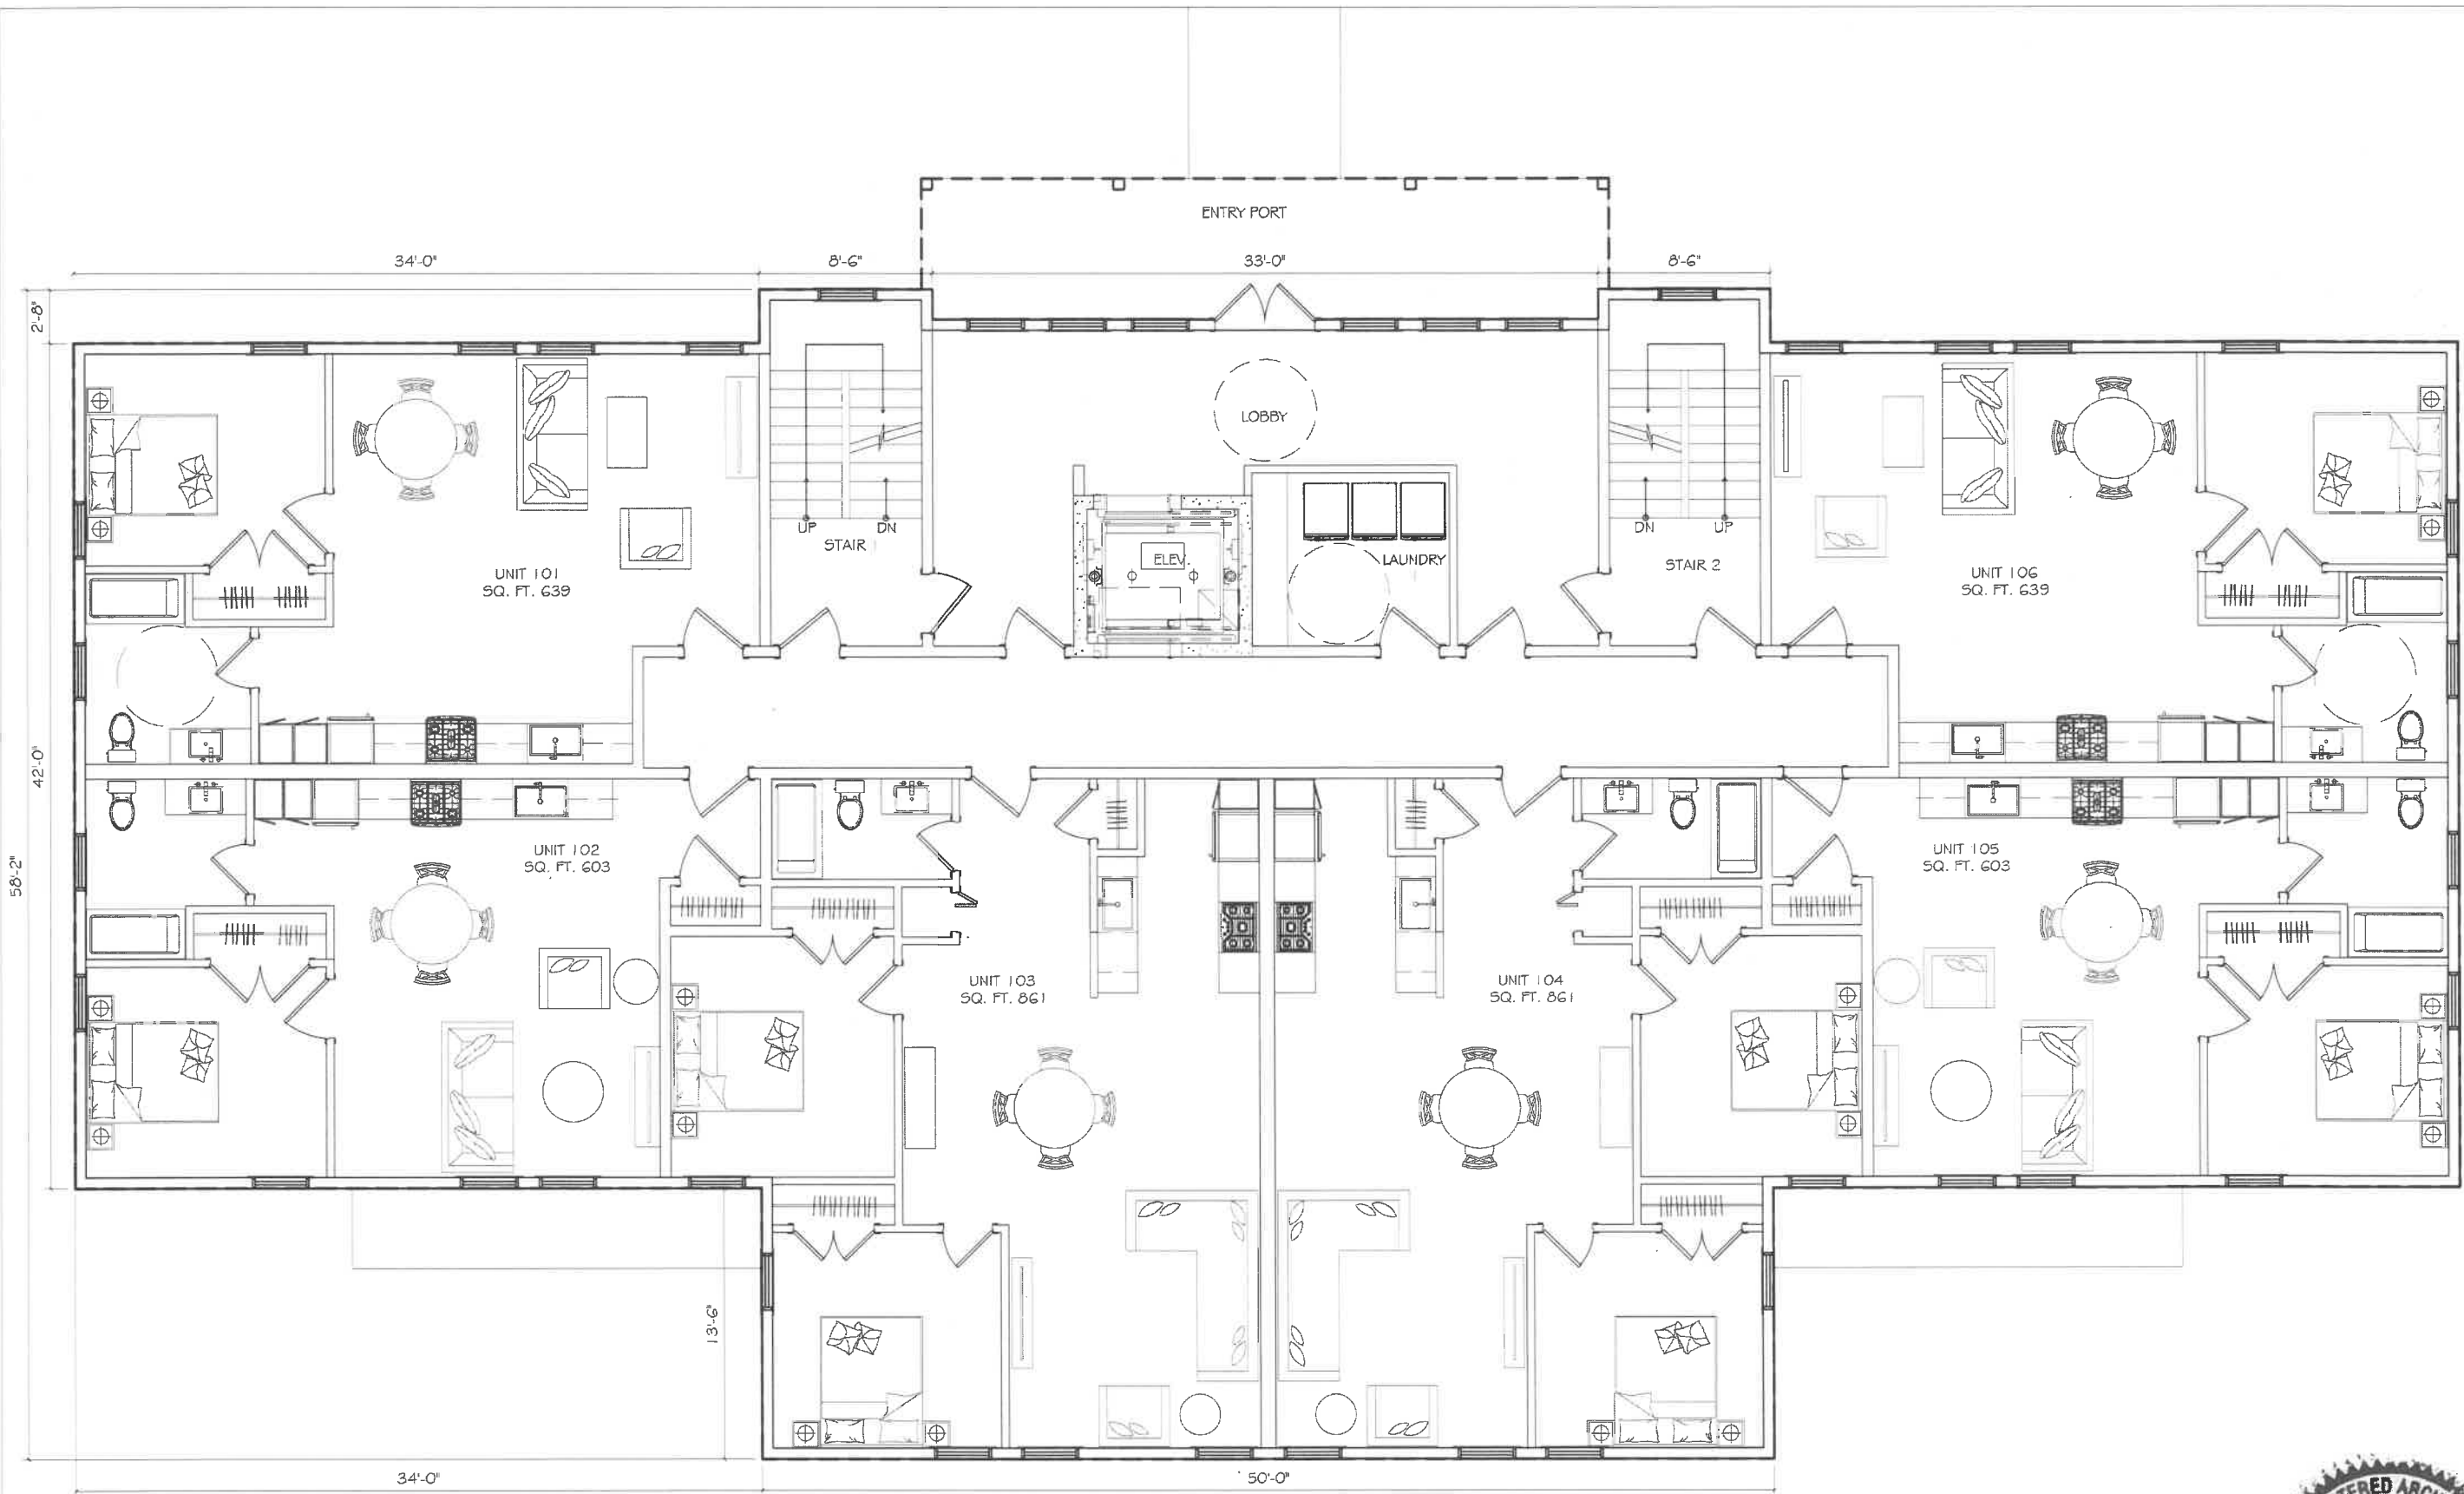 ENTRY PORT
34'-0"
8'-6"
33'-0"
8'-6"
2'-8"
LOBBY
UP
DN
STAIR
ELEV.
LAUNDRY
DN
UP
STAIR 2
UNIT 101
SQ. FT. 639
UNIT 106
SQ. FT. 639
42'-0"
58'-2"
UNIT 102
SQ. FT. 603
UNIT 105
SQ. FT. 603
UNIT 103
SQ. FT. 861
UNIT 104
SQ. FT. 861
13'-6"
34'-0"
50'-0"